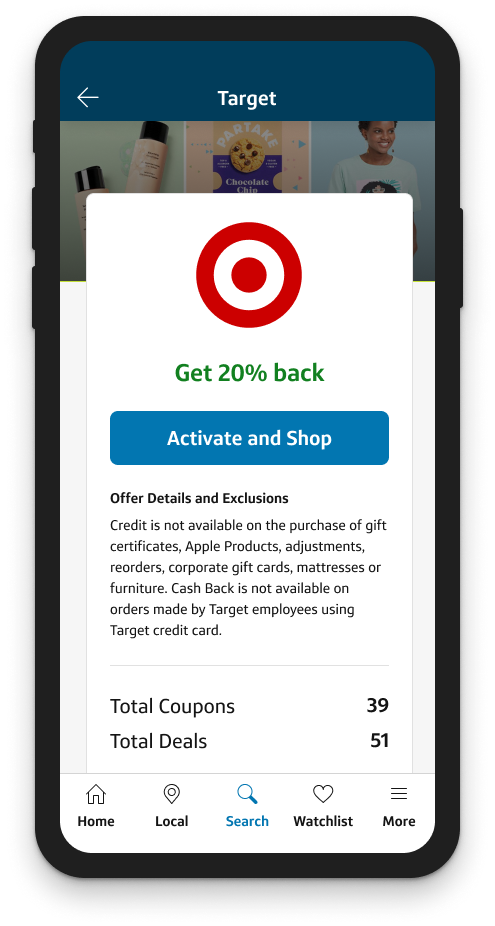 Target
PARTAKE
Chocolate
Chip
Get 20% back
Activate and Shop
Offer Details and Exclusions
Credit is not available on the purchase of gift
certificates, Apple Products, adjustments,
reorders, corporate gift cards, mattresses or
furniture. Cash Back is not available on
orders made by Target employees using
Target credit card.
Total Coupons 39
Total Deals 51
Home Local Search Watchlist More